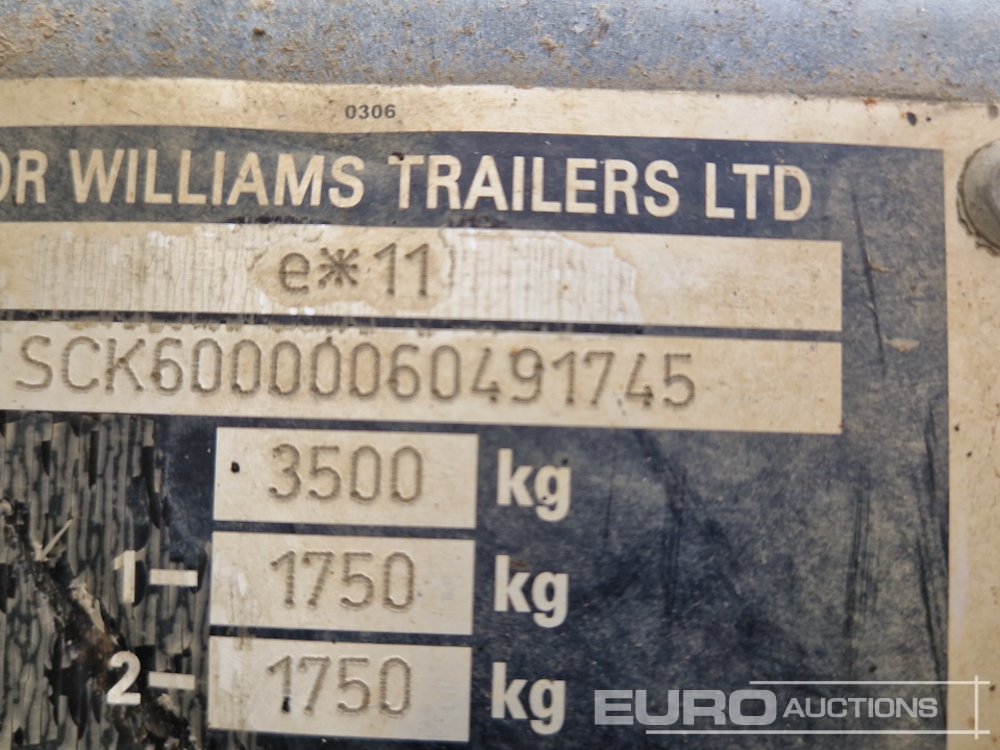 0306
OR WILLIAMS TRAILERS LTD
e*11
SCK60000060491745
3500 kg
1– 1750 kg
2– 1750 kg
EURO AUCTIONS